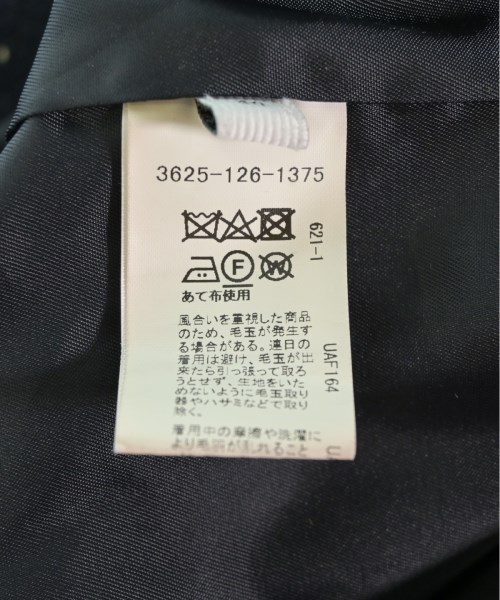 3625-126-1375
621-1
F
W
あて布使用
風合いを重視した商品
のため、毛玉が発生す
る場合がある。連日の
着用は避け、毛玉が出
来たら引っ張って取ろ
うとせず、生地をいた
めないように毛玉取り
器やハサミなどで取り
除く。
着用中の摩擦や洗濯に
より毛羽が乱れること
UAF164